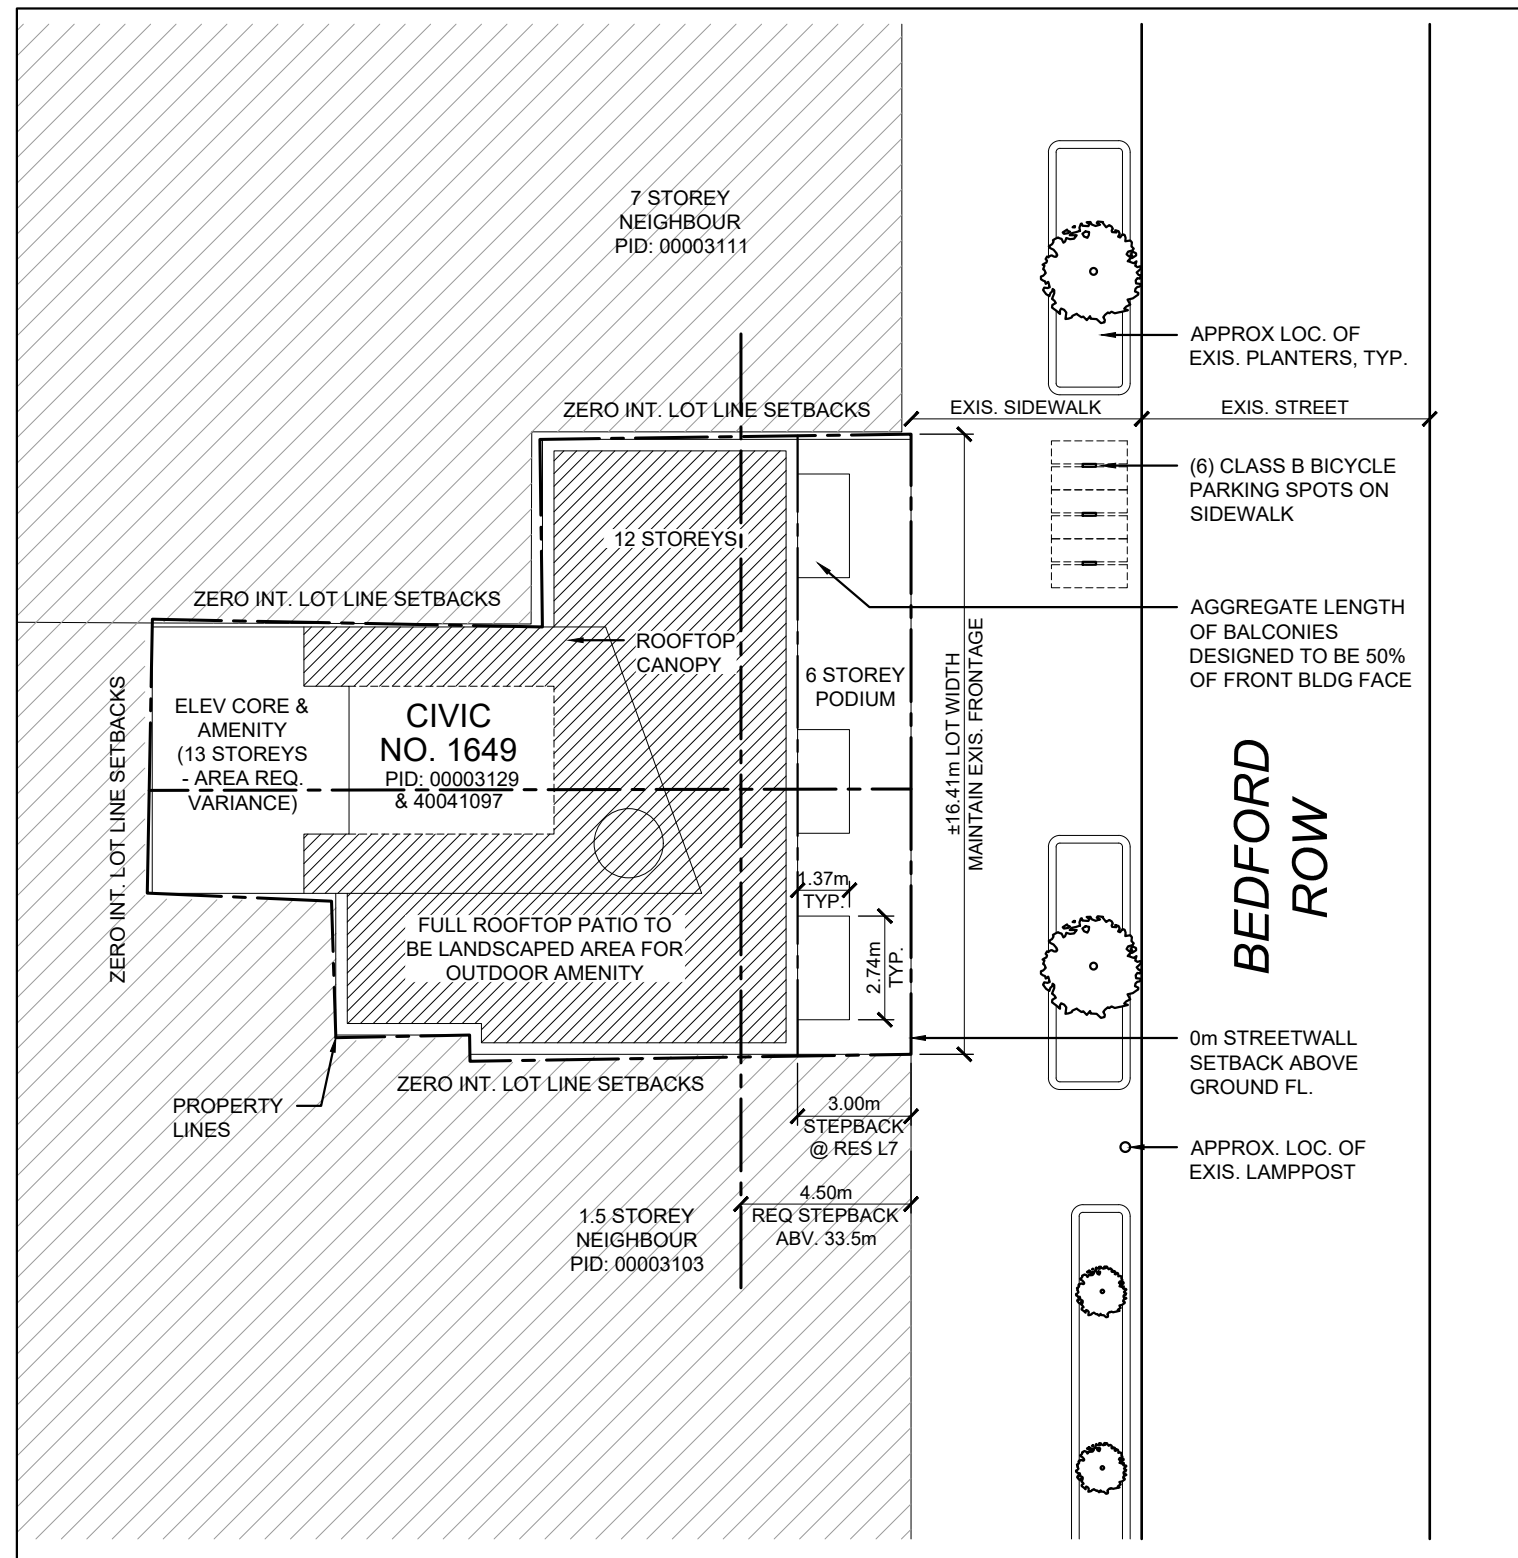 7 STOREY
NEIGHBOUR
PID: 00003111
APPROX LOC. OF
EXIS. PLANTERS, TYP.
ZERO INT. LOT LINE SETBACKS
EXIS. SIDEWALK
EXIS. STREET
(6) CLASS B BICYCLE
PARKING SPOTS ON
SIDEWALK
12 STOREYS
ZERO INT. LOT LINE SETBACKS
AGGREGATE LENGTH
OF BALCONIES
DESIGNED TO BE 50%
OF FRONT BLDG FACE
ROOFTOP
CANOPY
6 STOREY
PODIUM
±16.41m LOT WIDTH
MAINTAIN EXIS. FRONTAGE
ZERO INT. LOT LINE SETBACKS
ELEV CORE &
AMENITY
(13 STOREYS
- AREA REQ.
VARIANCE)
CIVIC
NO. 1649
PID: 00003129
& 40041097
BEDFORD
ROW
1.37m
TYP.
2.74m
TYP.
FULL ROOFTOP PATIO TO
BE LANDSCAPED AREA FOR
OUTDOOR AMENITY
0m STREETWALL
SETBACK ABOVE
GROUND FL.
ZERO INT. LOT LINE SETBACKS
PROPERTY
LINES
3.00m
STEPBACK
@ RES L7
APPROX. LOC. OF
EXIS. LAMPPOST
4.50m
REQ STEPBACK
ABV. 33.5m
1.5 STOREY
NEIGHBOUR
PID: 00003103